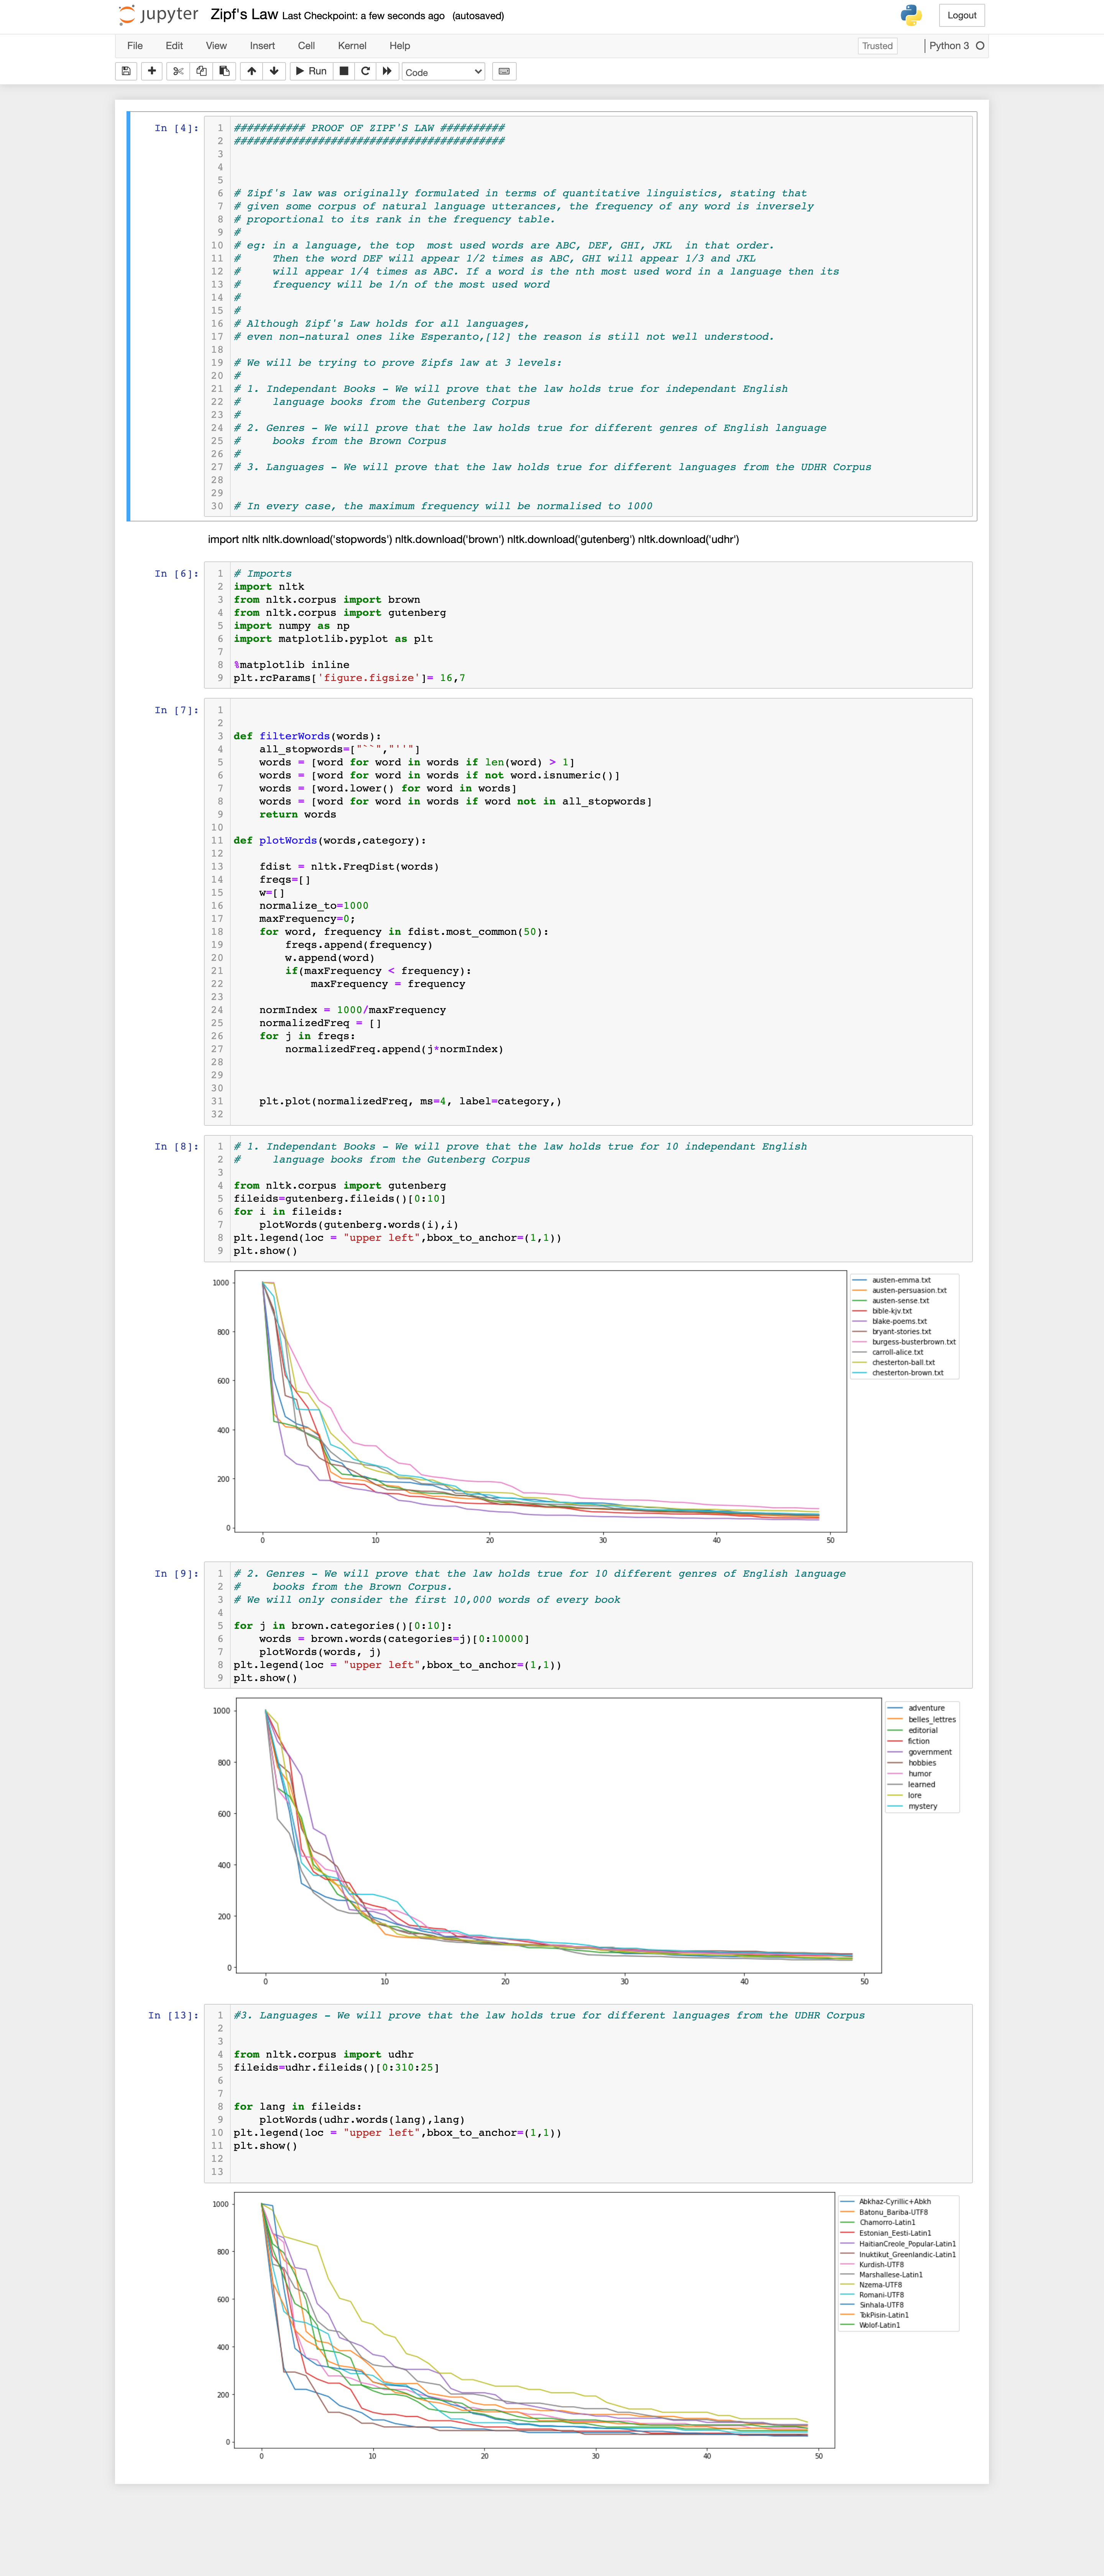 jupyter Zipf's Law Last Checkpoint: a few seconds ago (autosaved) Logout
File Edit View Insert Cell Kernel Help Trusted Python 3
Run Code
In [4]:
1 ########### PROOF OF ZIPF'S LAW ##########
2 ##########################################
3
4
5
6 # Zipf's law was originally formulated in terms of quantitative linguistics, stating that
7 # given some corpus of natural language utterances, the frequency of any word is inversely
8 # proportional to its rank in the frequency table.
9 #
10 # eg: in a language, the top  most used words are ABC, DEF, GHI, JKL  in that order.
11 #     Then the word DEF will appear 1/2 times as ABC, GHI will appear 1/3 and JKL
12 #     will appear 1/4 times as ABC. If a word is the nth most used word in a language then its
13 #     frequency will be 1/n of the most used word
14 #
15 #
16 # Although Zipf's Law holds for all languages,
17 # even non-natural ones like Esperanto,[12] the reason is still not well understood.
18
19 # We will be trying to prove Zipfs law at 3 levels:
20 #
21 # 1. Independant Books - We will prove that the law holds true for independant English
22 #     language books from the Gutenberg Corpus
23 #
24 # 2. Genres - We will prove that the law holds true for different genres of English language
25 #     books from the Brown Corpus
26 #
27 # 3. Languages - We will prove that the law holds true for different languages from the UDHR Corpus
28
29
30 # In every case, the maximum frequency will be normalised to 1000
import nltk nltk.download('stopwords') nltk.download('brown') nltk.download('gutenberg') nltk.download('udhr')
In [6]:
1 # Imports
2 import nltk
3 from nltk.corpus import brown
4 from nltk.corpus import gutenberg
5 import numpy as np
6 import matplotlib.pyplot as plt
7
8 %matplotlib inline
9 plt.rcParams['figure.figsize']= 16,7
In [7]:
1
2
3 def filterWords(words):
4     all_stopwords=["``","''"]
5     words = [word for word in words if len(word) > 1]
6     words = [word for word in words if not word.isnumeric()]
7     words = [word.lower() for word in words]
8     words = [word for word in words if word not in all_stopwords]
9     return words
10
11 def plotWords(words,category):
12
13     fdist = nltk.FreqDist(words)
14     freqs=[]
15     w=[]
16     normalize_to=1000
17     maxFrequency=0;
18     for word, frequency in fdist.most_common(50):
19         freqs.append(frequency)
20         w.append(word)
21         if(maxFrequency < frequency):
22             maxFrequency = frequency
23
24     normIndex = 1000/maxFrequency
25     normalizedFreq = []
26     for j in freqs:
27         normalizedFreq.append(j*normIndex)
28
29
30
31     plt.plot(normalizedFreq, ms=4, label=category,)
32
In [8]:
1 # 1. Independant Books - We will prove that the law holds true for 10 independant English
2 #     language books from the Gutenberg Corpus
3
4 from nltk.corpus import gutenberg
5 fileids=gutenberg.fileids()[0:10]
6 for i in fileids:
7     plotWords(gutenberg.words(i),i)
8 plt.legend(loc = "upper left",bbox_to_anchor=(1,1))
9 plt.show()
1000
800
600
400
200
0
0 10 20 30 40 50
austen-emma.txt
austen-persuasion.txt
austen-sense.txt
bible-kjv.txt
blake-poems.txt
bryant-stories.txt
burgess-busterbrown.txt
carroll-alice.txt
chesterton-ball.txt
chesterton-brown.txt
In [9]:
1 # 2. Genres - We will prove that the law holds true for 10 different genres of English language
2 #     books from the Brown Corpus.
3 # We will only consider the first 10,000 words of every book
4
5 for j in brown.categories()[0:10]:
6     words = brown.words(categories=j)[0:10000]
7     plotWords(words, j)
8 plt.legend(loc = "upper left",bbox_to_anchor=(1,1))
9 plt.show()
1000
800
600
400
200
0
0 10 20 30 40 50
adventure
belles_lettres
editorial
fiction
government
hobbies
humor
learned
lore
mystery
In [13]:
1 #3. Languages - We will prove that the law holds true for different languages from the UDHR Corpus
2
3
4 from nltk.corpus import udhr
5 fileids=udhr.fileids()[0:310:25]
6
7
8 for lang in fileids:
9     plotWords(udhr.words(lang),lang)
10 plt.legend(loc = "upper left",bbox_to_anchor=(1,1))
11 plt.show()
12
13
1000
800
600
400
200
0
0 10 20 30 40 50
Abkhaz-Cyrillic+Abkh
Batonu_Bariba-UTF8
Chamorro-Latin1
Estonian_Eesti-Latin1
HaitianCreole_Popular-Latin1
Inuktikut_Greenlandic-Latin1
Kurdish-UTF8
Marshallese-Latin1
Nzema-UTF8
Romani-UTF8
Sinhala-UTF8
TokPisin-Latin1
Wolof-Latin1